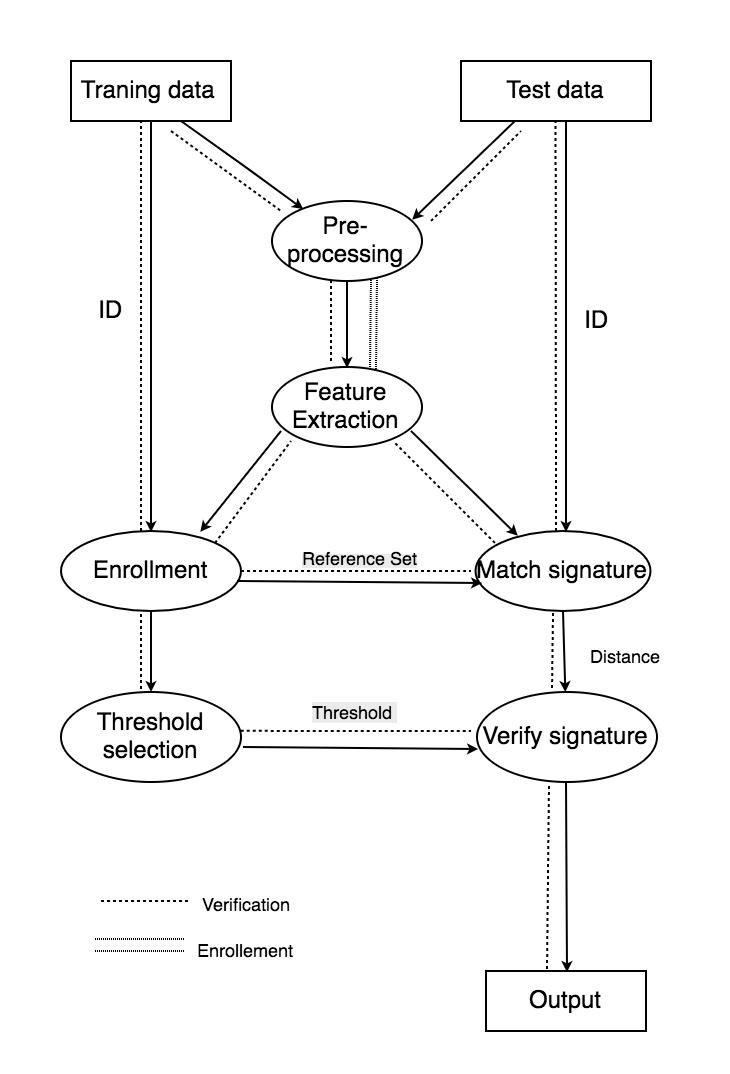 Traning data
Test data
Pre-
processing
ID
ID
Feature
Extraction
Enrollment
Reference Set
Match signature
Distance
Threshold
selection
Threshold
Verify signature
Verification
Enrollement
Output